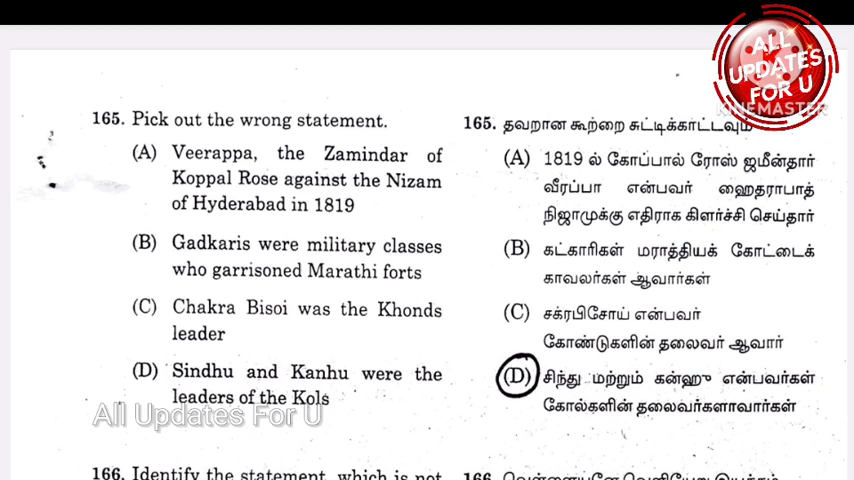 ALL
UPDATES
FOR U
KINEMASTER
165. Pick out the wrong statement.
(A) Veerappa, the Zamindar of
Koppal Rose against the Nizam
of Hyderabad in 1819
(B) Gadkaris were military classes
who garrisoned Marathi forts
(C) Chakra Bisoi was the Khonds
leader
(D) Sindhu and Kanhu were the
leaders of the Kols
All Updates For U
166. Identify the statement, which is not
165. தவறான கூற்றை சுட்டிக்காட்டவும்
(A) 1819 ல் கோப்பால் ரோஸ் ஜமீன்தார்
வீரப்பா என்பவர் ஹைதராபாத்
நிஜாமுக்கு எதிராக கிளர்ச்சி செய்தார்
(B) கட்காரிகள் மராத்தியக் கோட்டைக்
காவலர்கள் ஆவார்கள்
(C) சக்ரபிசோய் என்பவர்
கோண்டுகளின் தலைவர் ஆவார்
(D) சிந்து மற்றும் கன்ஹு என்பவர்கள்
கோல்களின் தலைவர்களாவார்கள்
166.